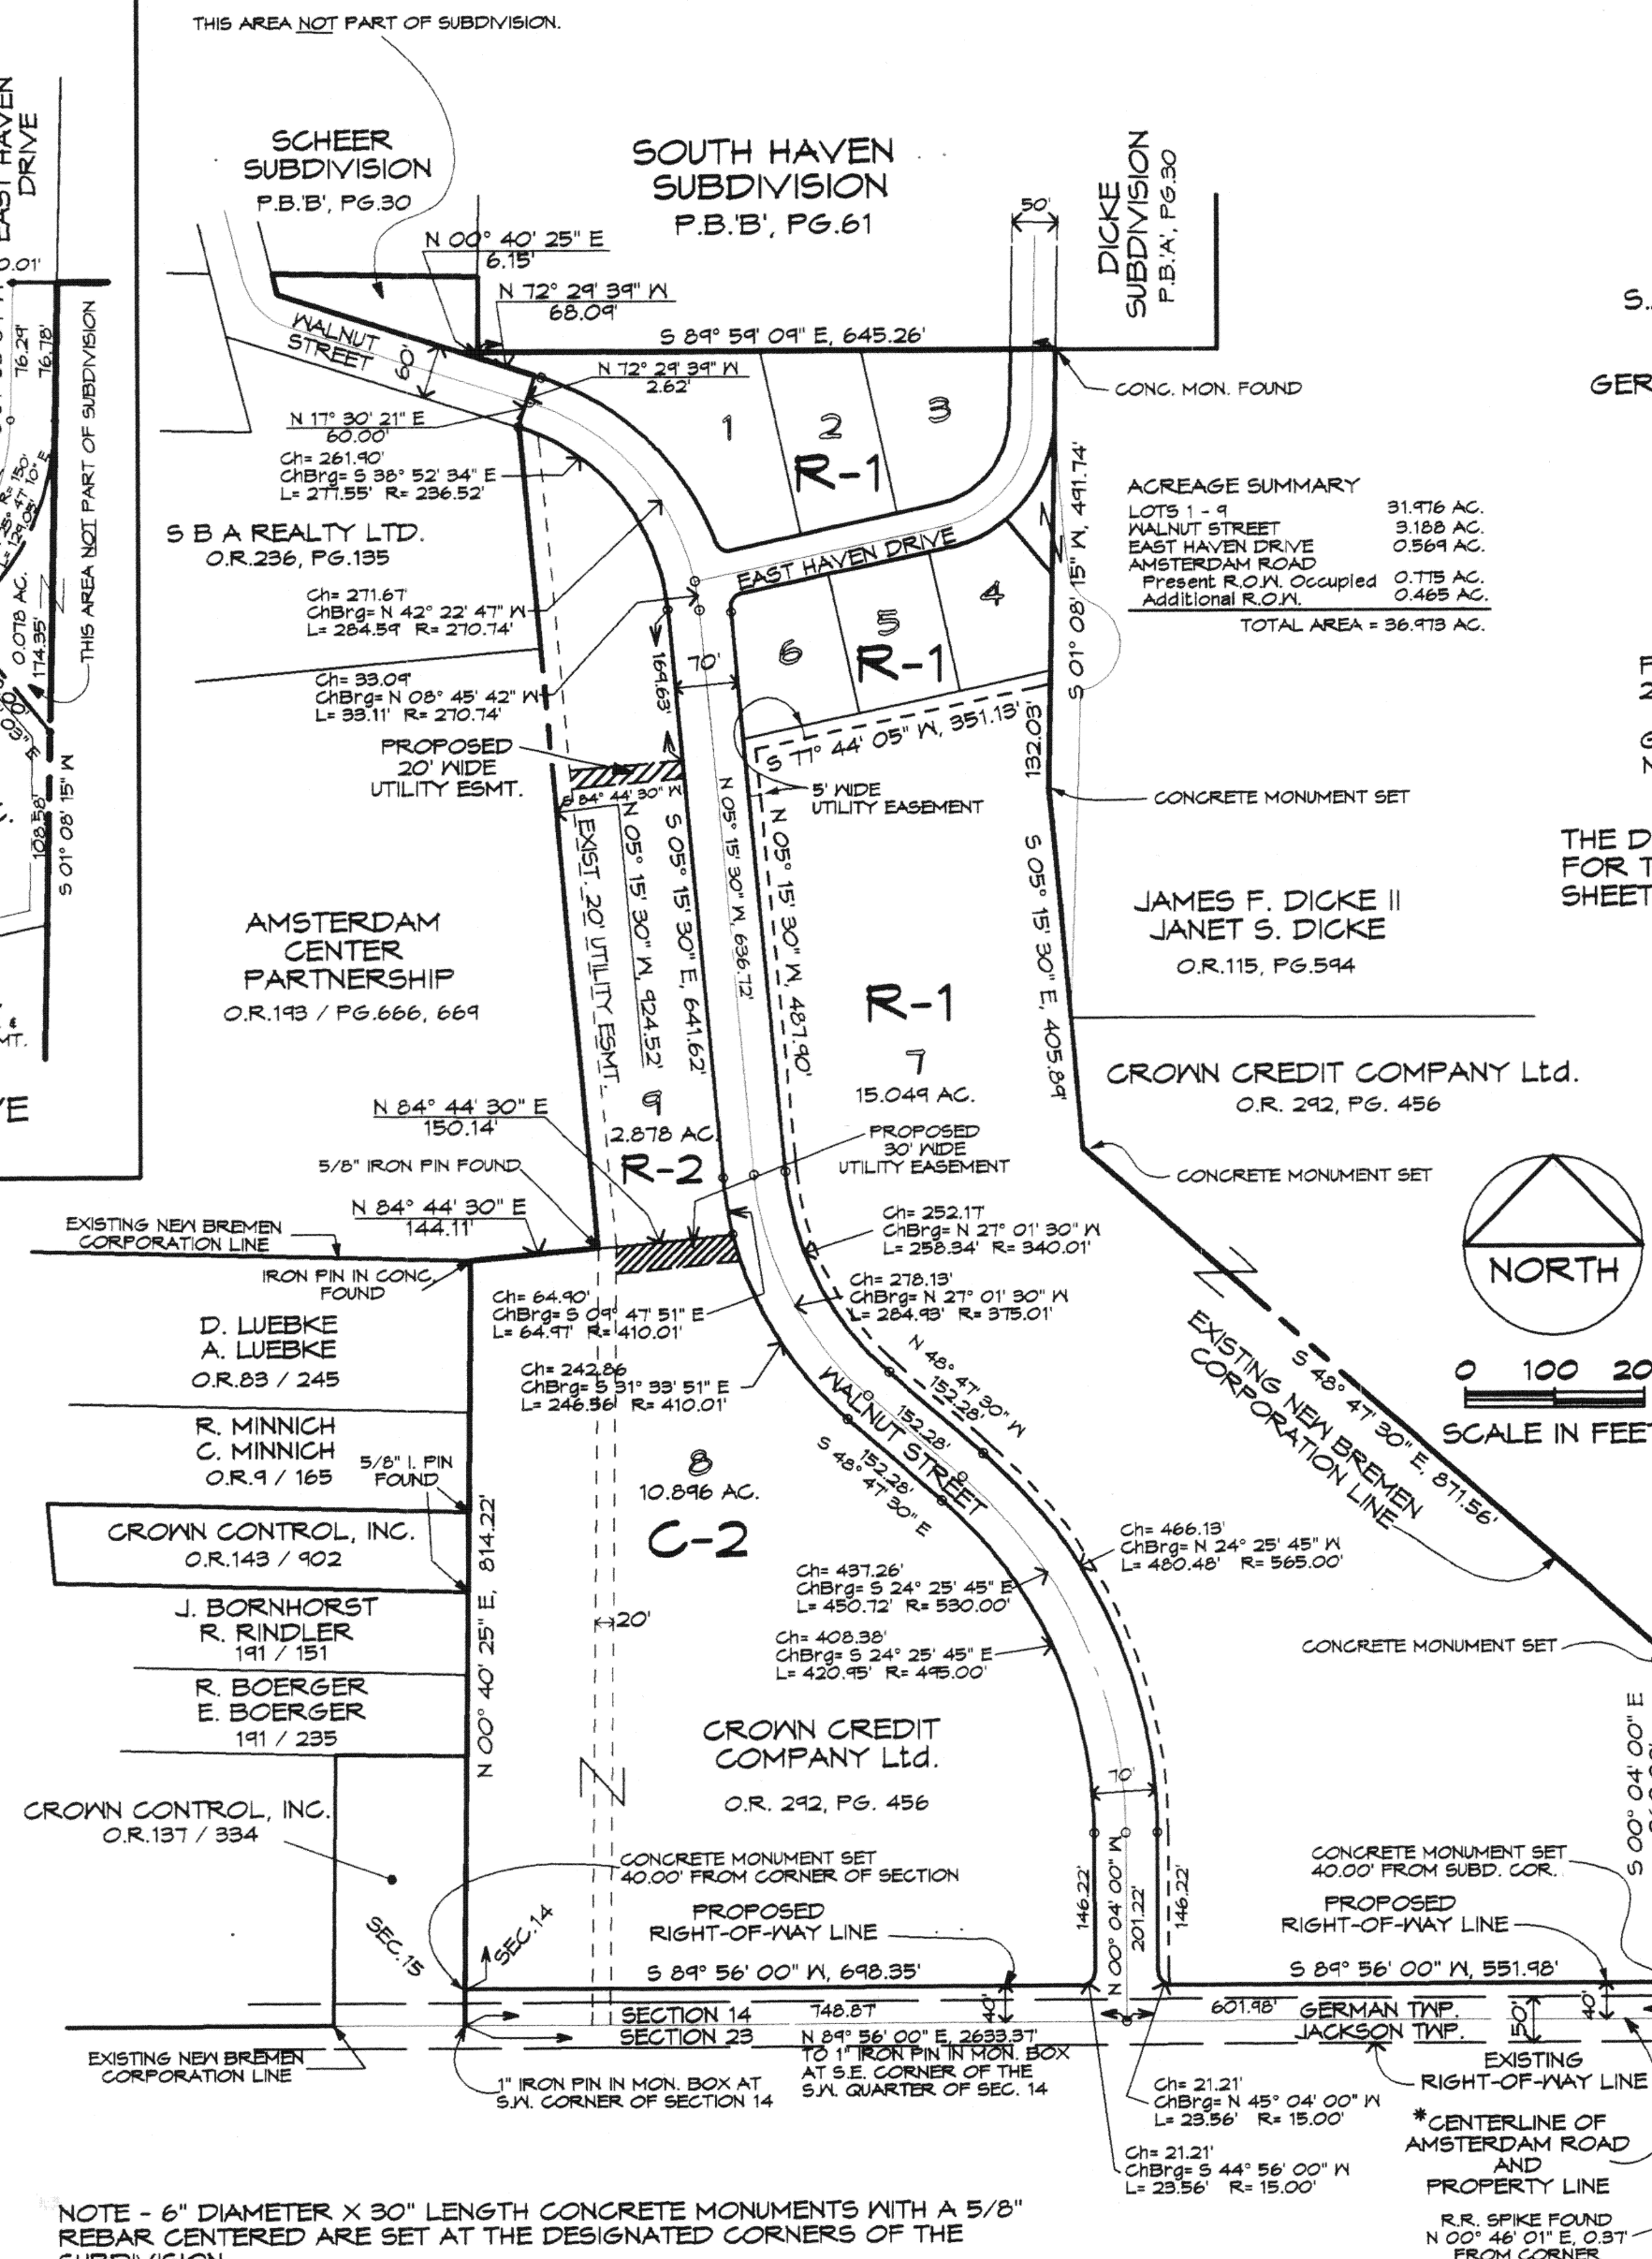 THIS AREA NOT PART OF SUBDIVISION.
EAST HAVEN
DRIVE
0.01'
76.29'
76.78'
THIS AREA NOT PART OF SUBDIVISION
R= 150'
0.078 AC.
174.35'
108.58'
S 01° 08' 15" W
SCHEER
SUBDIVISION
P.B.'B', PG.30
SOUTH HAVEN
SUBDIVISION
P.B.'B', PG.61
50'
DICKE
SUBDIVISION
P.B.'A', PG.30
N 00° 40' 25" E
6.15'
N 72° 29' 39" W
68.09'
S 89° 59' 09" E, 645.26'
WALNUT
STREET
60'
N 72° 29' 39" W
2.62'
CONC. MON. FOUND
N 17° 30' 21" E
60.00'
1
2
3
R-1
Ch= 261.90'
ChBrg= S 38° 52' 34" E
L= 277.55' R= 236.52'
S 01° 08' 15" W, 491.74'
ACREAGE SUMMARY
LOTS 1 - 9 31.976 AC.
WALNUT STREET 3.188 AC.
EAST HAVEN DRIVE 0.569 AC.
AMSTERDAM ROAD
Present R.O.W. Occupied 0.775 AC.
Additional R.O.W. 0.465 AC.
TOTAL AREA = 36.973 AC.
S B A REALTY LTD.
O.R.236, PG.135
EAST HAVEN DRIVE
Ch= 271.67'
ChBrg= N 42° 22' 47" W
L= 284.59' R= 270.74'
4
5
6
R-1
169.63'
70'
Ch= 33.09'
ChBrg= N 08° 45' 42" W
L= 33.11' R= 270.74'
S 77° 44' 05" W, 351.13'
132.03'
PROPOSED
20' WIDE
UTILITY ESMT.
S 84° 44' 30" W
5' WIDE
UTILITY EASEMENT
CONCRETE MONUMENT SET
EXIST. 20' UTILITY ESMT.
N 05° 15' 30" W, 924.52'
S 05° 15' 30" E, 641.62'
N 05° 15' 30" W, 636.72'
N 05° 15' 30" W, 487.90'
S 05° 15' 30" E, 405.89'
THE D
FOR T
SHEET
AMSTERDAM
CENTER
PARTNERSHIP
O.R.193 / PG.666, 669
JAMES F. DICKE II
JANET S. DICKE
O.R.115, PG.594
R-1
7
15.049 AC.
CROWN CREDIT COMPANY Ltd.
O.R. 292, PG. 456
9
2.878 AC.
R-2
N 84° 44' 30" E
150.14'
PROPOSED
30' WIDE
UTILITY EASEMENT
5/8" IRON PIN FOUND
CONCRETE MONUMENT SET
N 84° 44' 30" E
144.11'
EXISTING NEW BREMEN
CORPORATION LINE
IRON PIN IN CONC.
FOUND
Ch= 252.17'
ChBrg= N 27° 01' 30" W
L= 258.34' R= 340.01'
NORTH
Ch= 64.90'
ChBrg= S 09° 47' 51" E
L= 64.97' R= 410.01'
Ch= 278.13'
ChBrg= N 27° 01' 30" W
L= 284.93' R= 375.01'
D. LUEBKE
A. LUEBKE
O.R.83 / 245
Ch= 242.86
ChBrg= S 31° 33' 51" E
L= 246.56' R= 410.01'
N 48° 47' 30" W
152.28'
WALNUT STREET
152.28'
152.28'
S 48° 47' 30" E
EXISTING NEW BREMEN
CORPORATION LINE
S 48° 47' 30" E, 871.56'
0 100 20
SCALE IN FEET
R. MINNICH
C. MINNICH
O.R.9 / 165
5/8" I. PIN
FOUND
8
10.896 AC.
C-2
CROWN CONTROL, INC.
O.R.143 / 902
N 00° 40' 25" E, 814.22'
Ch= 466.13'
ChBrg= N 24° 25' 45" W
L= 480.48' R= 565.00'
Ch= 437.26'
ChBrg= S 24° 25' 45" E
L= 450.72' R= 530.00'
J. BORNHORST
R. RINDLER
191 / 151
20'
Ch= 408.38'
ChBrg= S 24° 25' 45" E
L= 420.95' R= 495.00'
CONCRETE MONUMENT SET
R. BOERGER
E. BOERGER
191 / 235
CROWN CREDIT
COMPANY Ltd.
O.R. 292, PG. 456
70'
S 00° 04' 00" E
CROWN CONTROL, INC.
O.R.137 / 334
CONCRETE MONUMENT SET
40.00' FROM CORNER OF SECTION
CONCRETE MONUMENT SET
40.00' FROM SUBD. COR.
SEC.15
SEC.14
PROPOSED
RIGHT-OF-WAY LINE
146.22'
N 00° 04' 00" W
201.22'
146.22'
PROPOSED
RIGHT-OF-WAY LINE
S 89° 56' 00" W, 698.35'
S 89° 56' 00" W, 551.98'
SECTION 14
SECTION 23
748.87'
40'
601.98'
GERMAN TWP.
JACKSON TWP.
50'
40'
N 89° 56' 00" E, 2633.37'
TO 1" IRON PIN IN MON. BOX
AT S.E. CORNER OF THE
S.W. QUARTER OF SEC. 14
EXISTING NEW BREMEN
CORPORATION LINE
1" IRON PIN IN MON. BOX AT
S.W. CORNER OF SECTION 14
EXISTING
RIGHT-OF-WAY LINE
Ch= 21.21'
ChBrg= N 45° 04' 00" W
L= 23.56' R= 15.00'
*CENTERLINE OF
AMSTERDAM ROAD
AND
PROPERTY LINE
Ch= 21.21'
ChBrg= S 44° 56' 00" W
L= 23.56' R= 15.00'
R.R. SPIKE FOUND
N 00° 46' 01" E, 0.37'
FROM CORNER
NOTE - 6" DIAMETER X 30" LENGTH CONCRETE MONUMENTS WITH A 5/8"
REBAR CENTERED ARE SET AT THE DESIGNATED CORNERS OF THE
SUBDIVISION